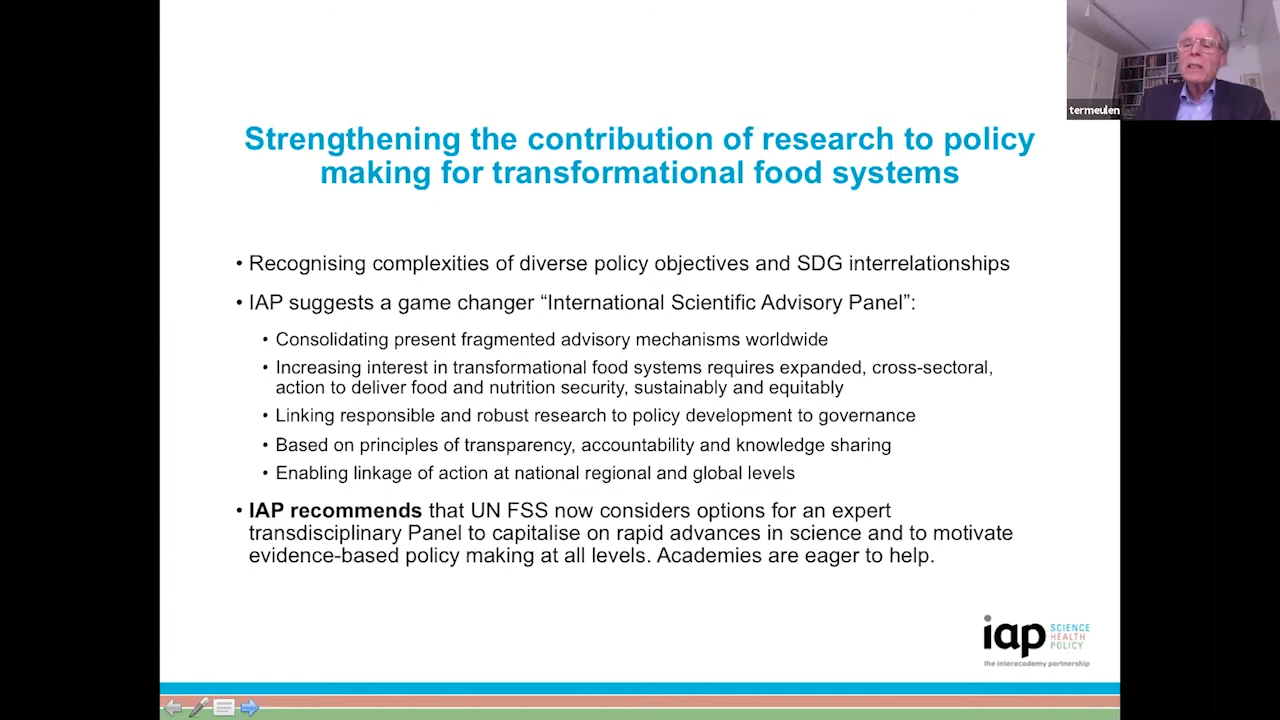 termeulen
Strengthening the contribution of research to policy
making for transformational food systems
• Recognising complexities of diverse policy objectives and SDG interrelationships
• IAP suggests a game changer “International Scientific Advisory Panel”:
• Consolidating present fragmented advisory mechanisms worldwide
• Increasing interest in transformational food systems requires expanded, cross-sectoral,
action to deliver food and nutrition security, sustainably and equitably
• Linking responsible and robust research to policy development to governance
• Based on principles of transparency, accountability and knowledge sharing
• Enabling linkage of action at national regional and global levels
• IAP recommends that UN FSS now considers options for an expert
transdisciplinary Panel to capitalise on rapid advances in science and to motivate
evidence-based policy making at all levels. Academies are eager to help.
iap
SCIENCE
HEALTH
POLICY
the interacademy partnership